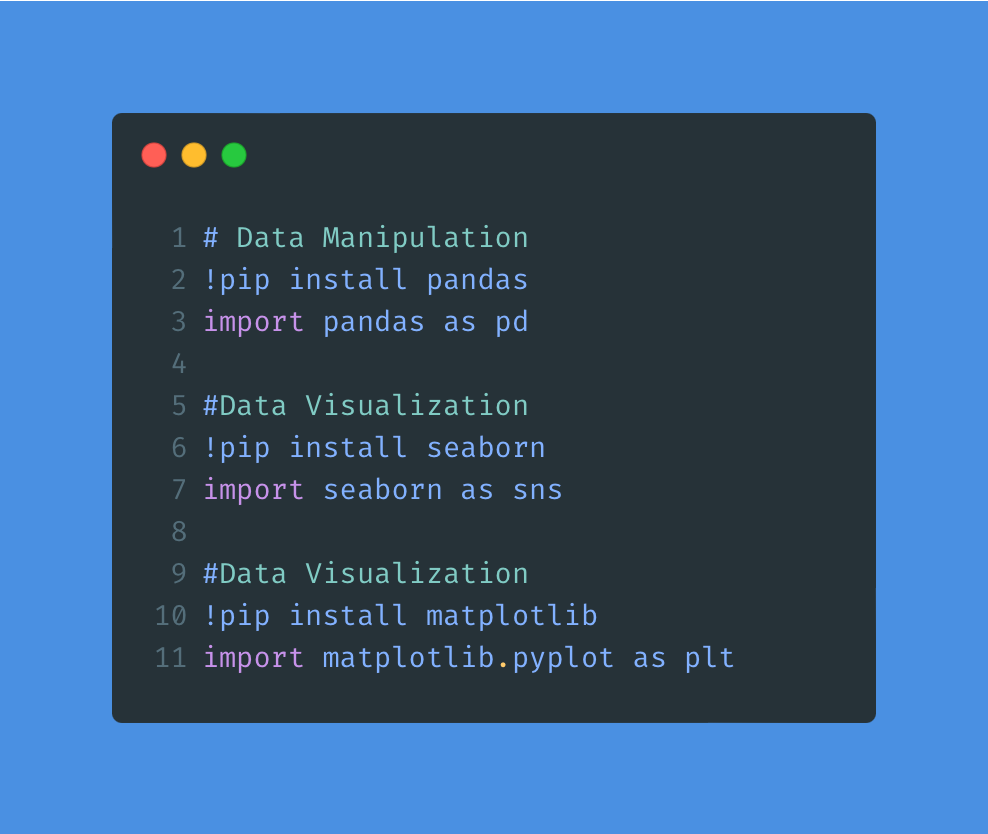 1 # Data Manipulation
2 !pip install pandas
3 import pandas as pd
4
5 #Data Visualization
6 !pip install seaborn
7 import seaborn as sns
8
9 #Data Visualization
10 !pip install matplotlib
11 import matplotlib.pyplot as plt